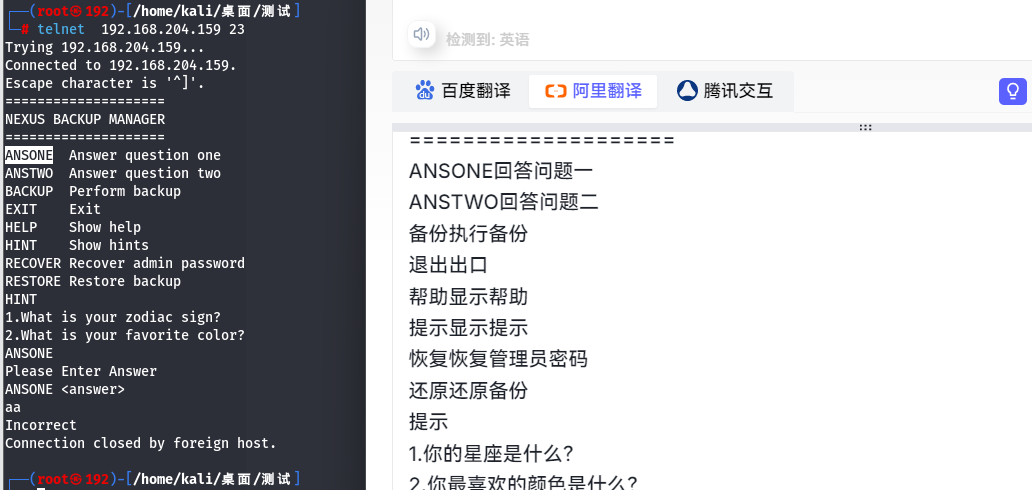 ┌──(root㉿192)-[/home/kali/桌面/测试]
└─# telnet  192.168.204.159 23
Trying 192.168.204.159...
Connected to 192.168.204.159.
Escape character is '^]'.
====================
NEXUS BACKUP MANAGER
====================
ANSONE  Answer question one
ANSTWO  Answer question two
BACKUP  Perform backup
EXIT    Exit
HELP    Show help
HINT    Show hints
RECOVER Recover admin password
RESTORE Restore backup
HINT
1.What is your zodiac sign?
2.What is your favorite color?
ANSONE
Please Enter Answer
ANSONE <answer>
aa
Incorrect
Connection closed by foreign host.
┌──(root㉿192)-[/home/kali/桌面/测试]
检测到: 英语
du 百度翻译
阿里翻译
腾讯交互
====================
ANSONE回答问题一
ANSTWO回答问题二
备份执行备份
退出出口
帮助显示帮助
提示显示提示
恢复恢复管理员密码
还原还原备份
提示
1.你的星座是什么?
2.你最喜欢的颜色是什么?